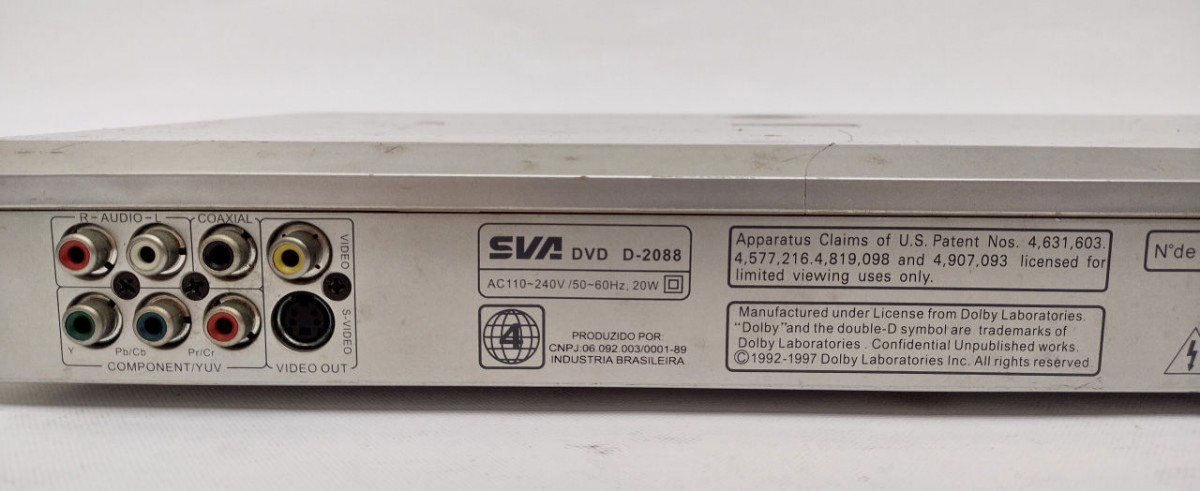 R-AUDIO-L
COAXIAL
VIDEO
S-VIDEO
Y
Pb/Cb
Pr/Cr
COMPONENT/YUV
VIDEO OUT
SVA DVD D-2088
AC110~240V/50~60Hz, 20W
4
PRODUZIDO POR:
CNPJ.06.092.003/0001-89
INDUSTRIA BRASILEIRA
Apparatus Claims of U.S. Patent Nos. 4,631,603.
4,577,216.4,819,098 and 4,907,093 licensed for
limited viewing uses only.
Manufactured under License from Dolby Laboratories.
"Dolby"and the double-D symbol are trademarks of
Dolby Laboratories. Confidential Unpublished works.
©1992-1997 Dolby Laboratories Inc. All rights reserved.
N°de